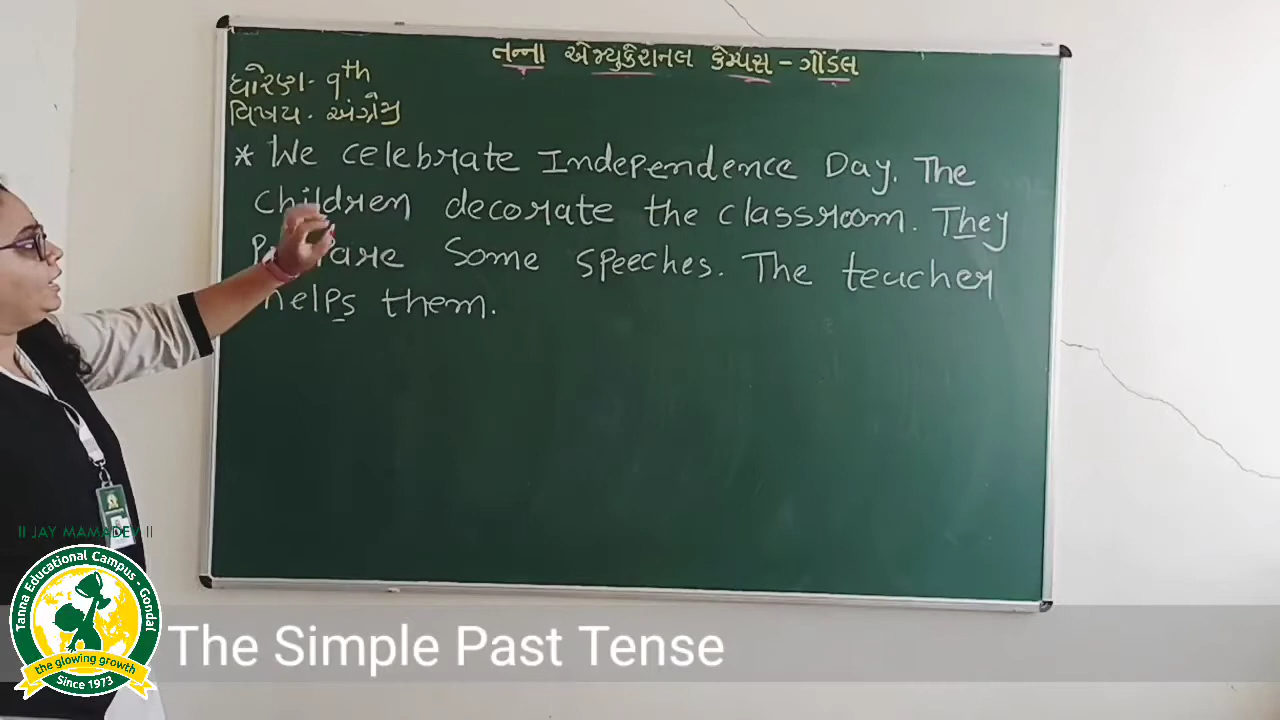 તન્ના એજ્યુકેશનલ કેમ્પસ - ગોંડલ
ધોરણ- 9th
વિષય. અંગ્રેજી
* We celebrate Independence Day. The
children decorate the classroom. They
Prepare Some speeches. The teacher
helps them.
॥ JAY MAMADEV ॥
Tanna Educational Campus - Gondal
the glowing growth
Since 1973
The Simple Past Tense